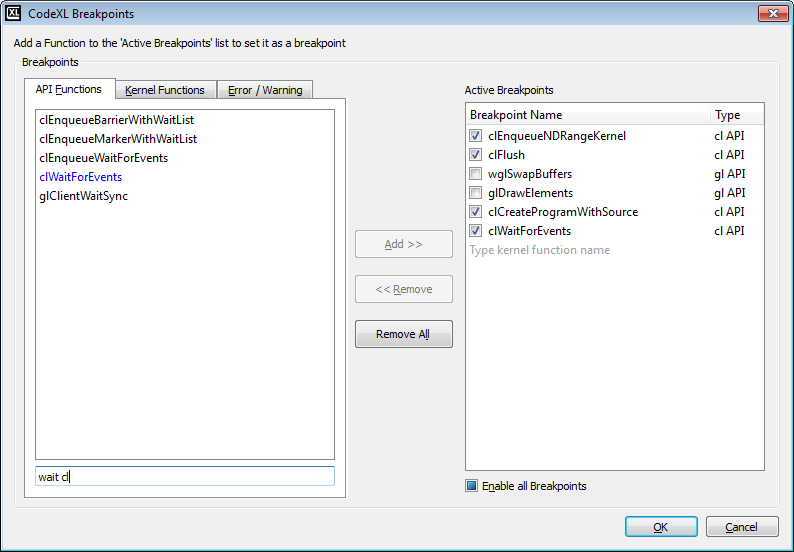 XL CodeXL Breakpoints
Add a Function to the 'Active Breakpoints' list to set it as a breakpoint
Breakpoints
API Functions Kernel Functions Error / Warning
clEnqueueBarrierWithWaitList
clEnqueueMarkerWithWaitList
clEnqueueWaitForEvents
clWaitForEvents
glClientWaitSync
wait cl
Add >>
<< Remove
Remove All
Active Breakpoints
Breakpoint Name Type
clEnqueueNDRangeKernel cl API
clFlush cl API
wglSwapBuffers gl API
glDrawElements gl API
clCreateProgramWithSource cl API
clWaitForEvents cl API
Type kernel function name
Enable all Breakpoints
OK Cancel